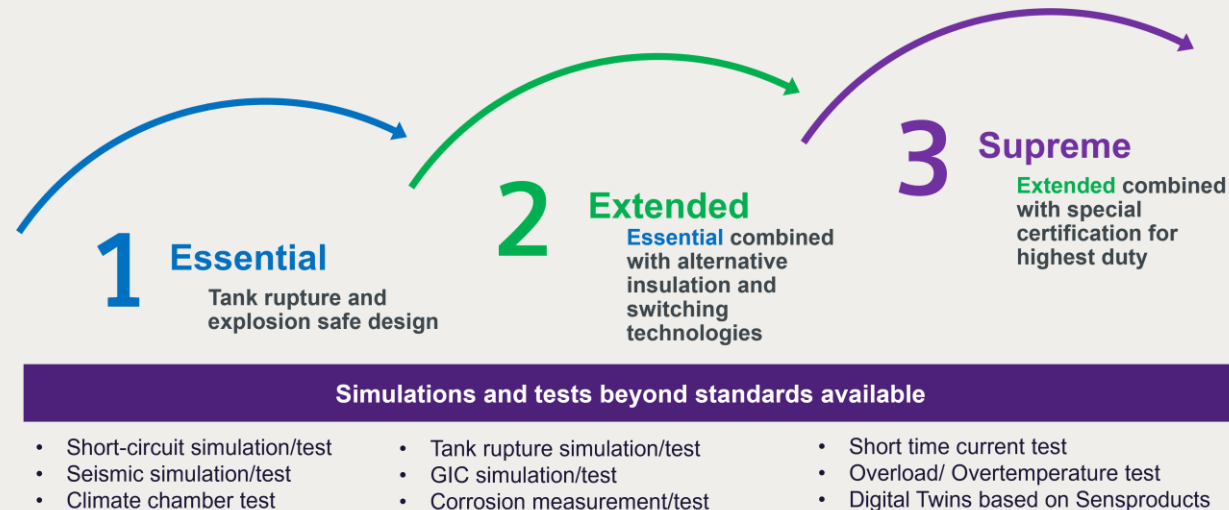 1
Essential
Tank rupture and
explosion safe design
2
Extended
Essential combined
with alternative
insulation and
switching
technologies
3
Supreme
Extended combined
with special
certification for
highest duty
Simulations and tests beyond standards available
• Short-circuit simulation/test
• Seismic simulation/test
• Climate chamber test
• Tank rupture simulation/test
• GIC simulation/test
• Corrosion measurement/test
• Short time current test
• Overload/ Overtemperature test
• Digital Twins based on Sensproducts